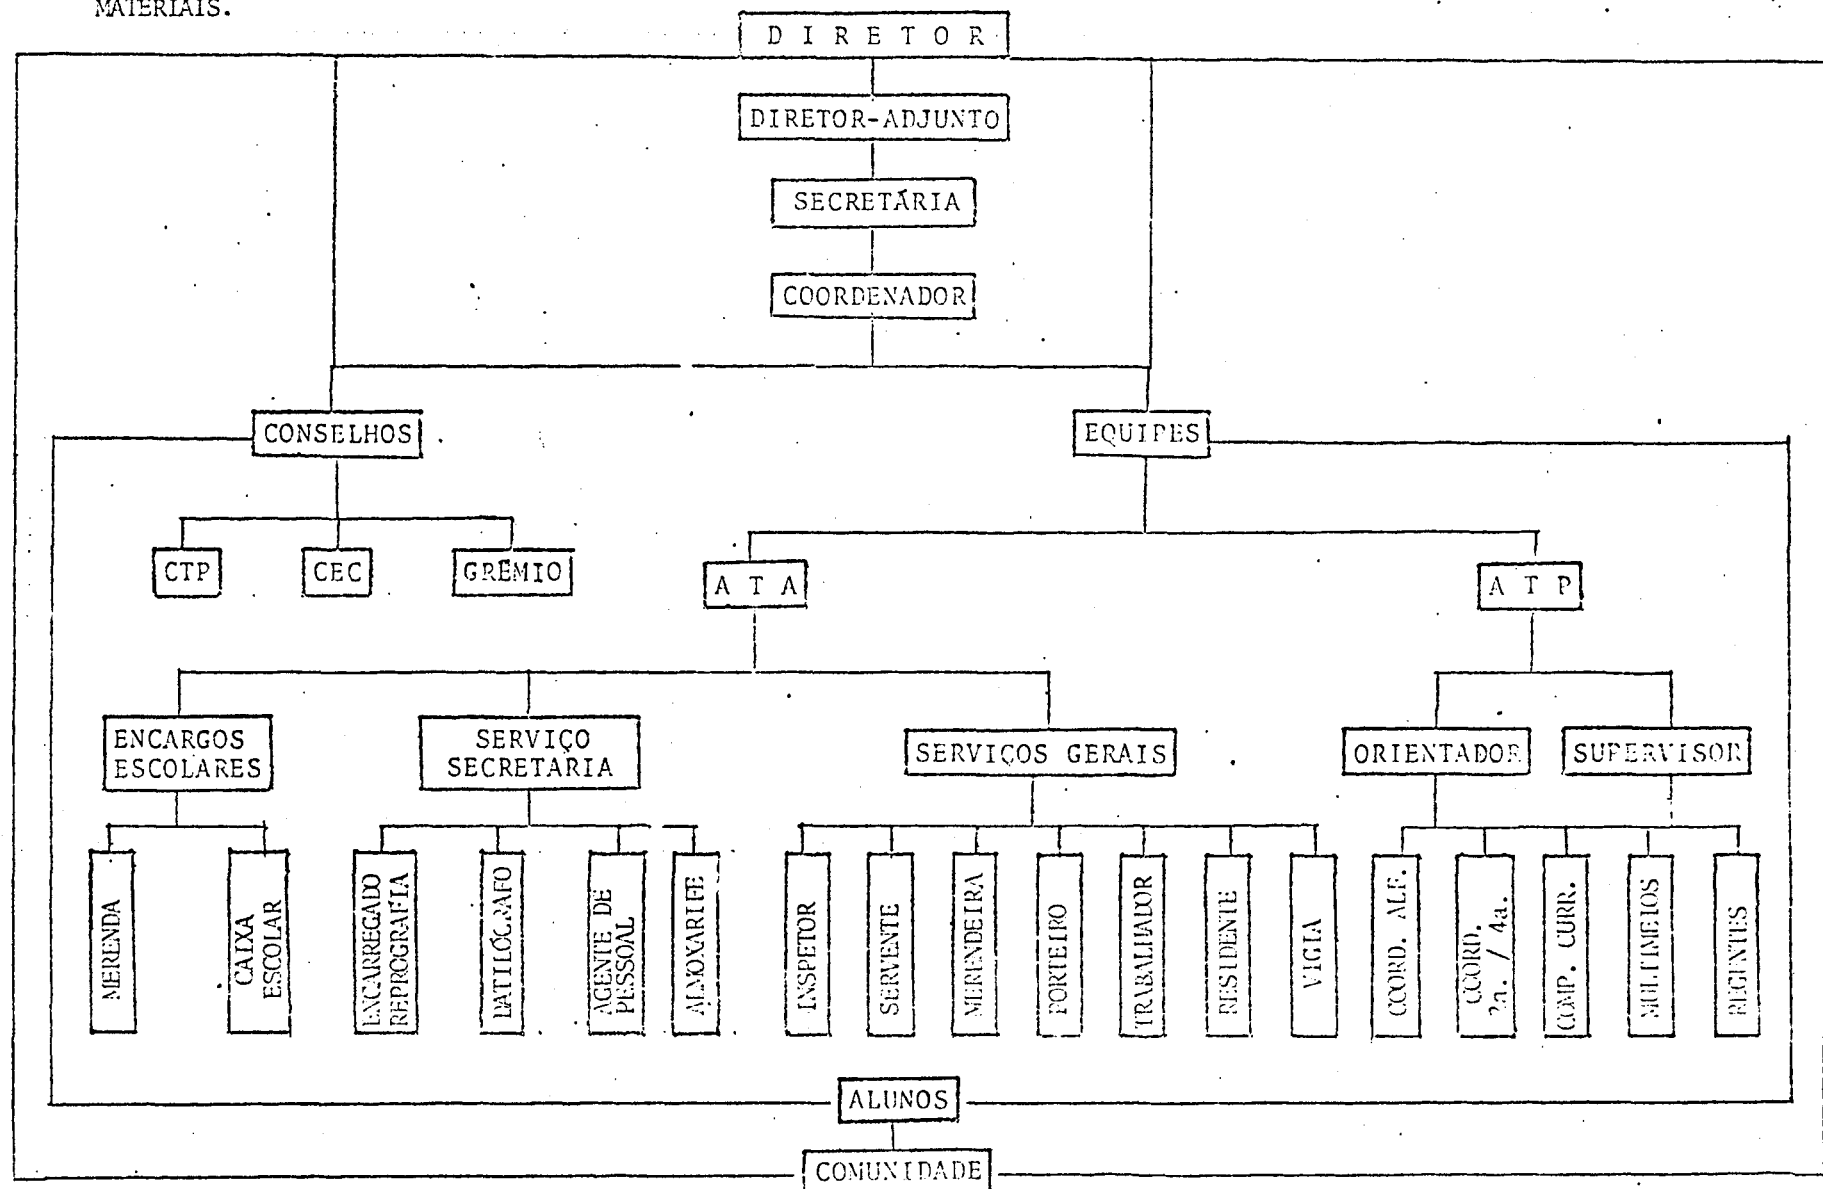 MATERIAIS.
D I R E T O R
DIRETOR-ADJUNTO
SECRETÁRIA
COORDENADOR
CONSELHOS
EQUIPES
CTP
CEC
GRÊMIO
A T A
A T P
ENCARGOS
ESCOLARES
SERVIÇO
SECRETARIA
SERVIÇOS GERAIS
ORIENTADOR
SUPERVISOR
MERENDA
CAIXA
ESCOLAR
ENCARREGADO
REPROGRAFIA
DATILÓGRAFO
AGENTE DE
PESSOAL
ALMOXARIFE
INSPETOR
SERVENTE
MERENDEIRA
PORTEIRO
TRABALHADOR
RESIDENTE
VIGIA
COORD. ALF.
COORD.
2a. / 4a.
COMP. CURR.
MULTIMEIOS
REGENTES
ALUNOS
COMUNIDADE